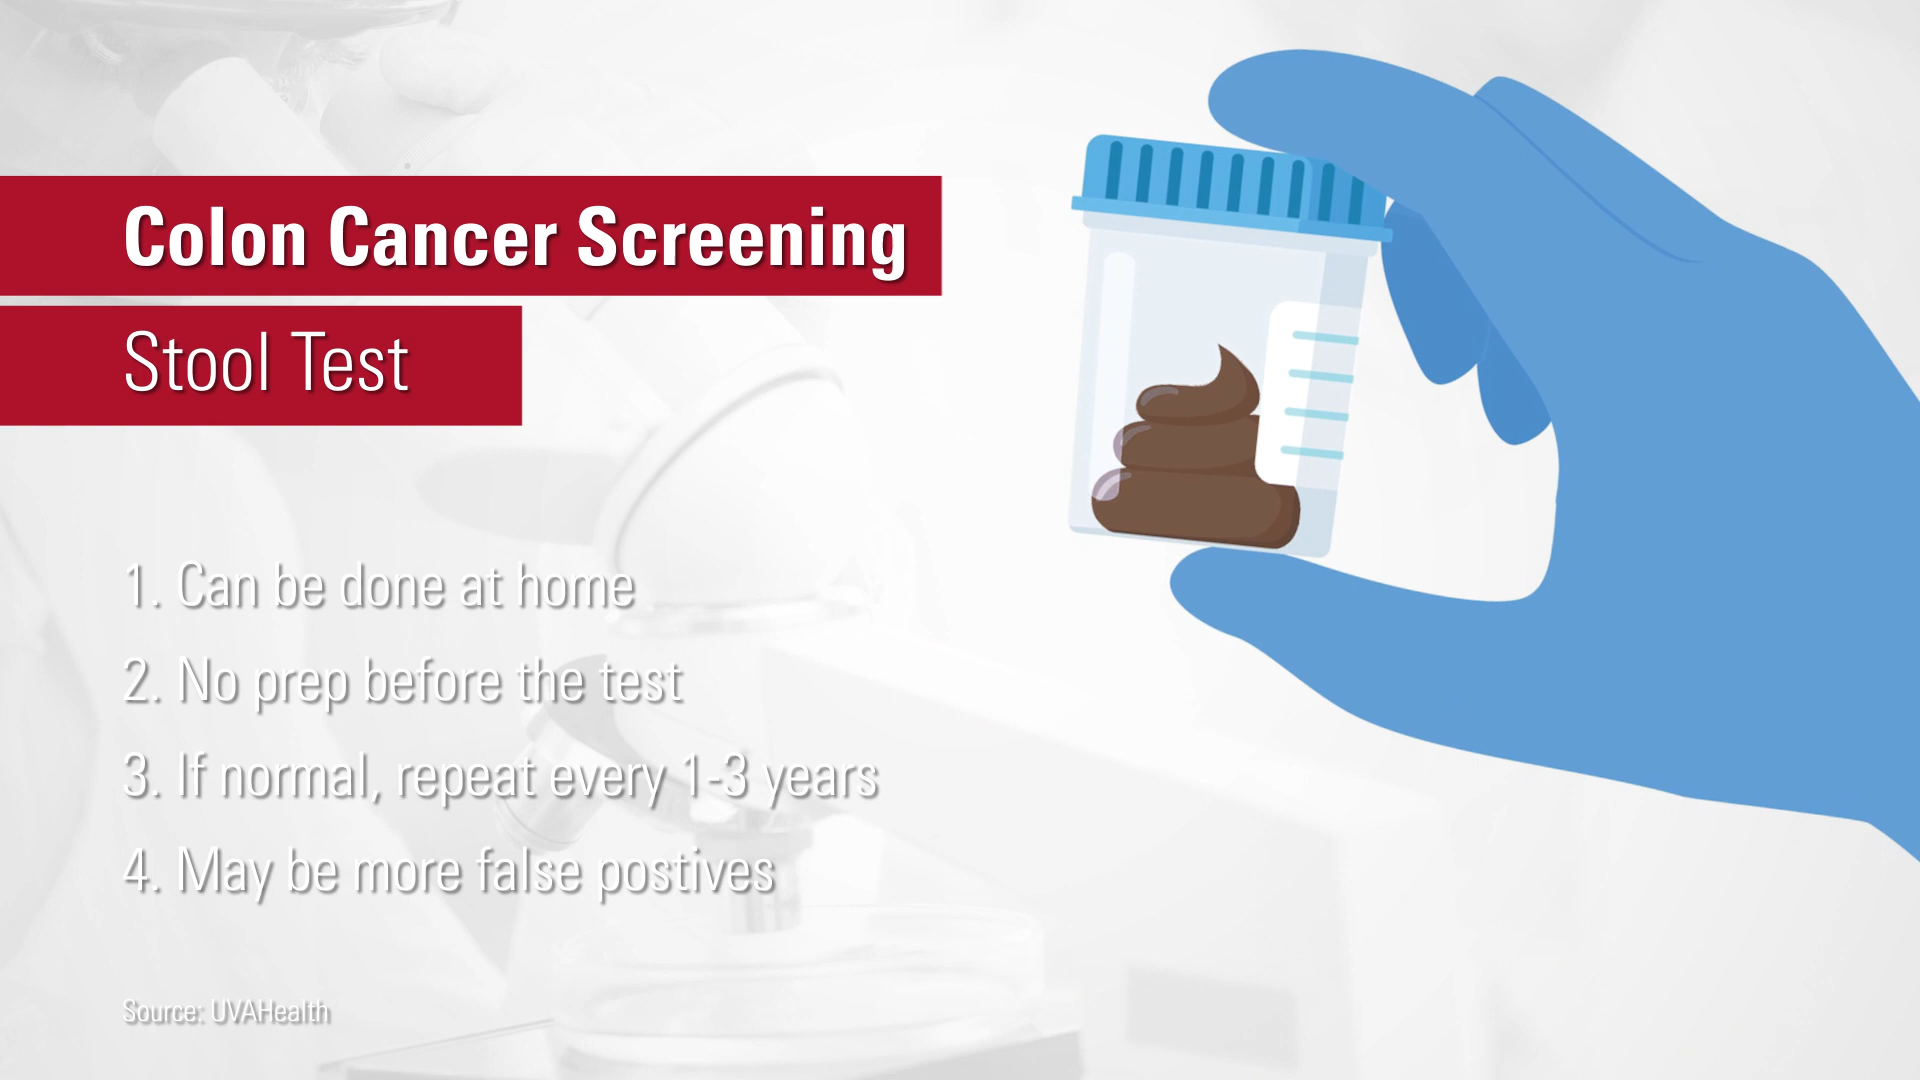 Colon Cancer Screening
Stool Test
1. Can be done at home
2. No prep before the test
3. If normal, repeat every 1-3 years
4. May be more false postives
Source: UVAHealth